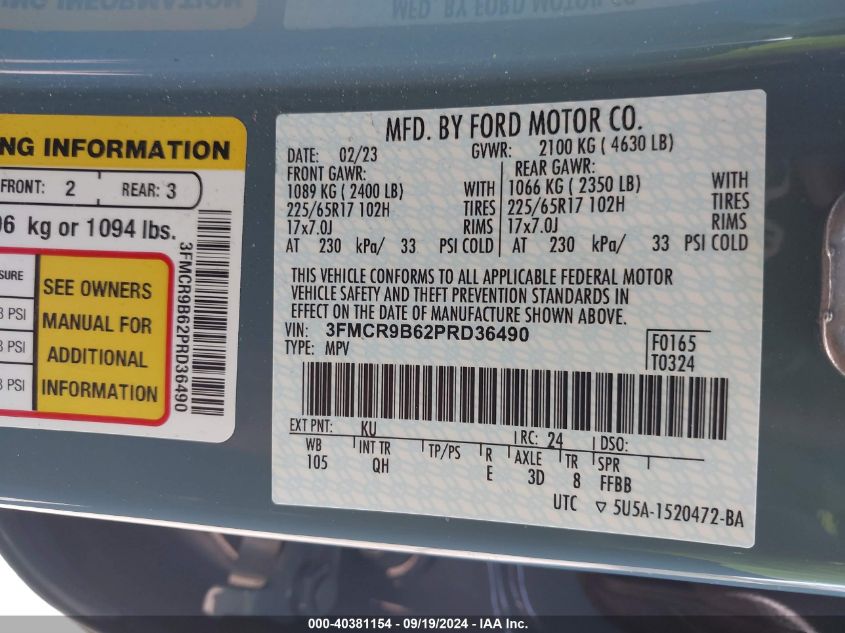 NG INFORMATION
FRONT: 2 REAR: 3
06 kg or 1094 lbs.
SURE
PSI
PSI
PSI
SEE OWNERS
MANUAL FOR
ADDITIONAL
INFORMATION
3FMCR9B62PRD36490
MFD. BY FORD MOTOR CO.
DATE: 02/23 GVWR: 2100 KG ( 4630 LB)
FRONT GAWR: REAR GAWR:
1089 KG ( 2400 LB) WITH 1066 KG ( 2350 LB) WITH
225/65R17 102H TIRES 225/65R17 102H TIRES
17x7.0J RIMS 17x7.0J RIMS
AT 230 kPa/ 33 PSI COLD AT 230 kPa/ 33 PSI COLD
THIS VEHICLE CONFORMS TO ALL APPLICABLE FEDERAL MOTOR
VEHICLE SAFETY AND THEFT PREVENTION STANDARDS IN
EFFECT ON THE DATE OF MANUFACTURE SHOWN ABOVE.
VIN: 3FMCR9B62PRD36490
TYPE: MPV
F0165
T0324
EXT PNT: KU RC: 24 DSO:
WB INT TR TP/PS R AXLE TR SPR
105 QH E 3D 8 FFBB
UTC ▽ 5U5A-1520472-BA
000-40381154 - 09/19/2024 - IAAI Inc.